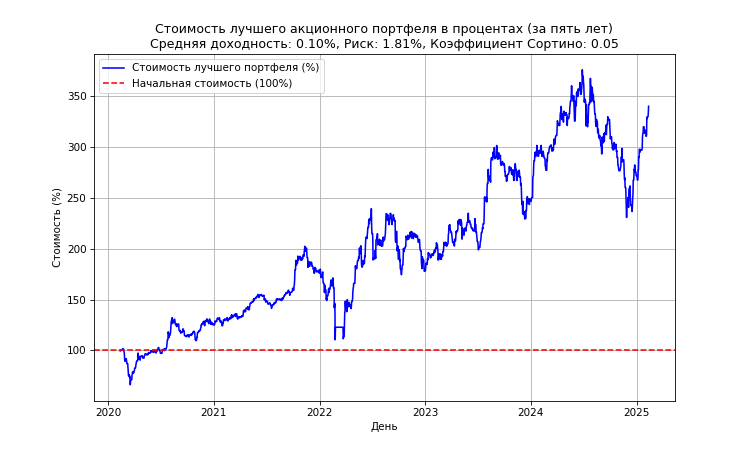 Стоимость лучшего акционного портфеля в процентах (за пять лет)
Средняя доходность: 0.10%, Риск: 1.81%, Коэффициент Сортино: 0.05
Стоимость лучшего портфеля (%)
Начальная стоимость (100%)
Стоимость (%)
350
300
250
200
150
100
2020
2021
2022
2023
2024
2025
День